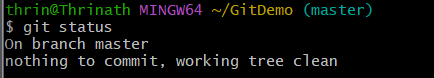 thrin@Thrinath MINGW64 ~/GitDemo (master)
$ git status
On branch master
nothing to commit, working tree clean